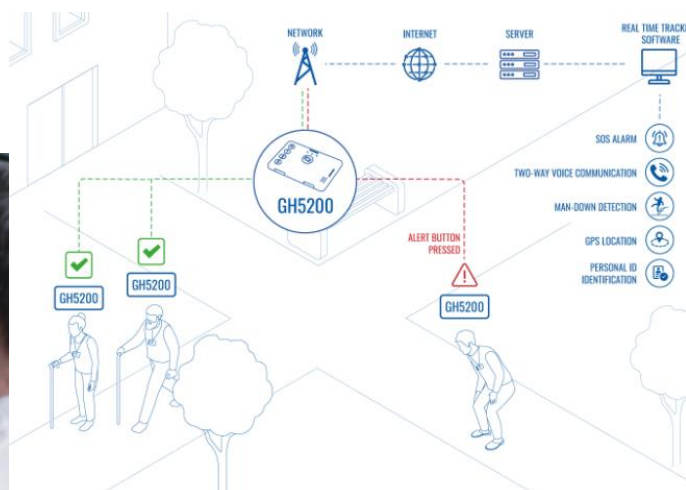 NETWORK
INTERNET
SERVER
REAL TIME TRACK
SOFTWARE
SOS ALARM
TWO-WAY VOICE COMMUNICATION
MAN-DOWN DETECTION
GPS LOCATION
PERSONAL ID
IDENTIFICATION
GH5200
ALERT BUTTON
PRESSED
GH5200
GH5200
GH5200